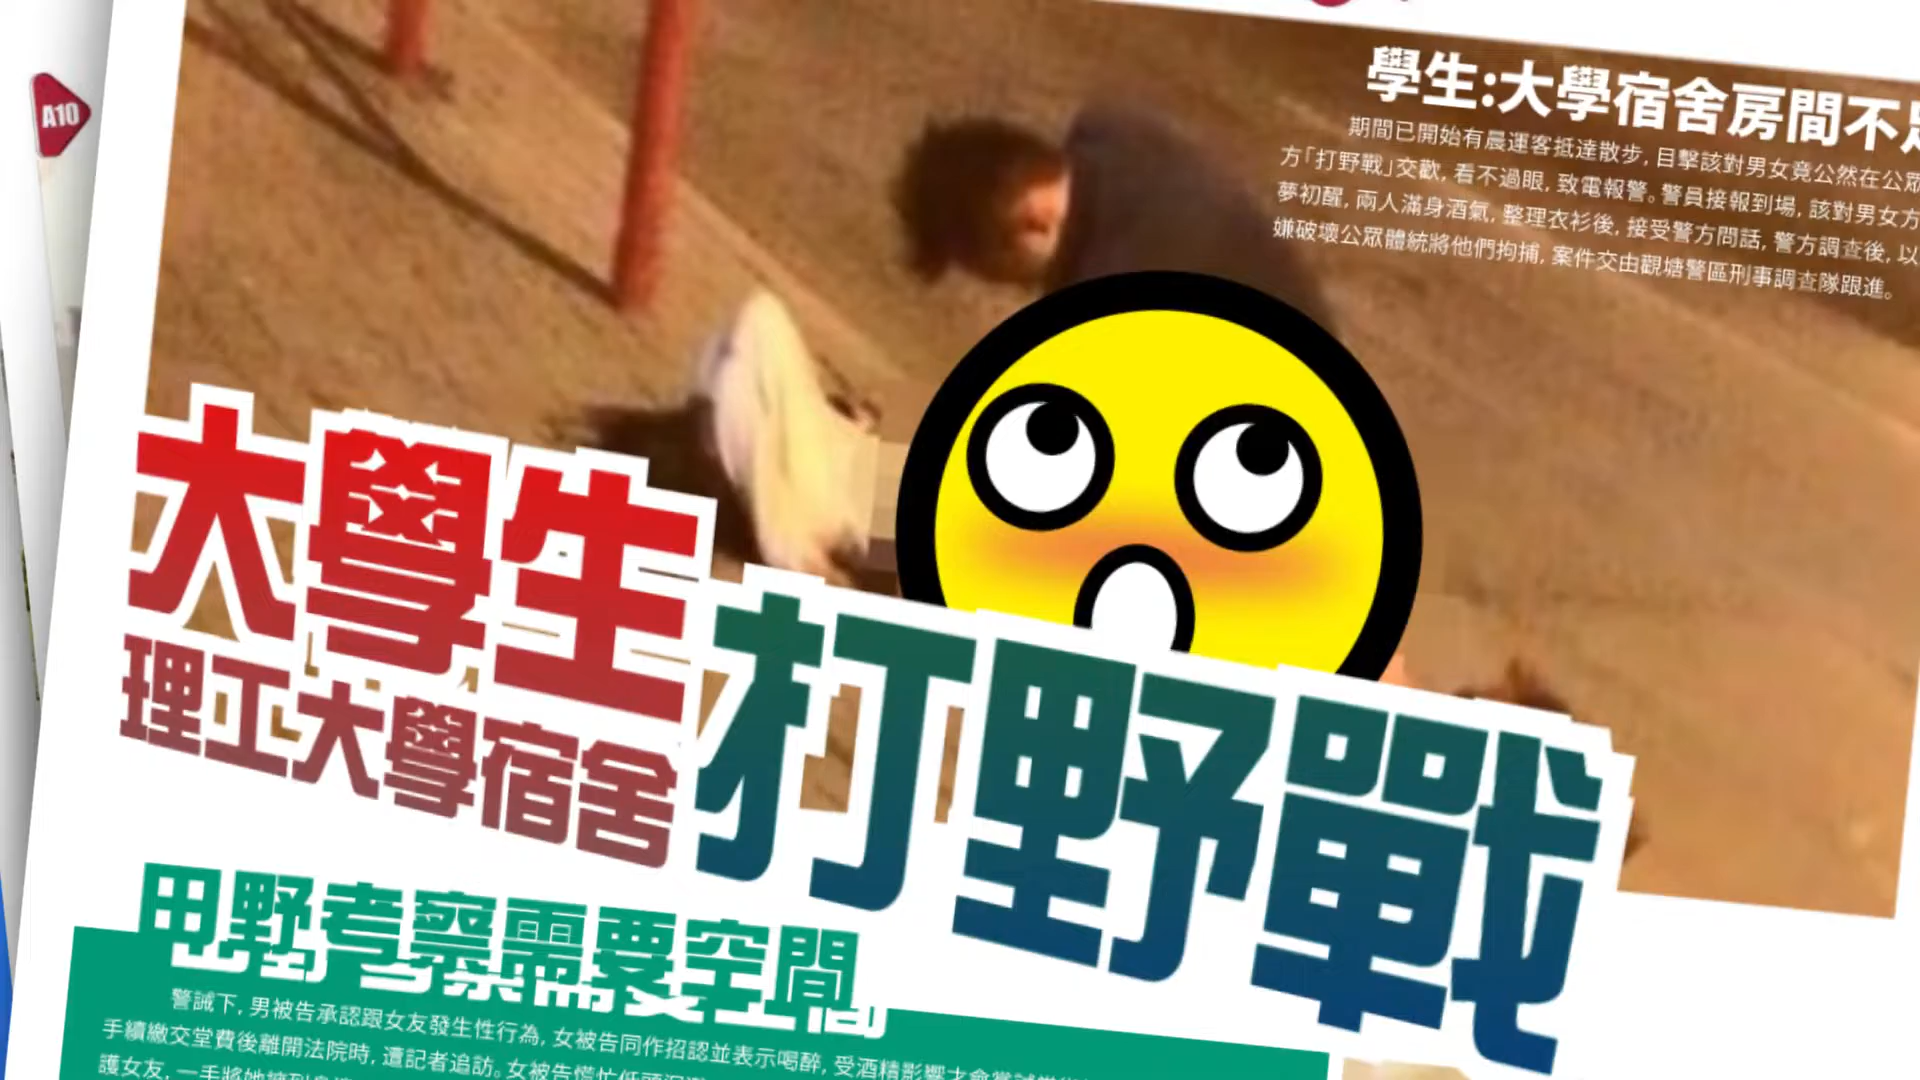 A10
學生:大學宿舍房間不足
期間已開始有晨運客抵達散步, 目擊該對男女竟公然在公眾
方「打野戰」交歡, 看不過眼, 致電報警。警員接報到場, 該對男女方
夢初醒, 兩人滿身酒氣, 整理衣衫後, 接受警方問話, 警方調查後, 以
嫌破壞公眾體統將他們拘捕, 案件交由觀塘警區刑事調查隊跟進。
大學生打野戰
理工大學宿舍
田野考察需要空間
警誡下, 男被告承認跟女友發生性行為, 女被告同作招認並表示喝醉, 受酒精影響才會
手續繳交堂費後離開法院時, 遭記者追訪。女被告慌忙低頭
護女友, 一手將她